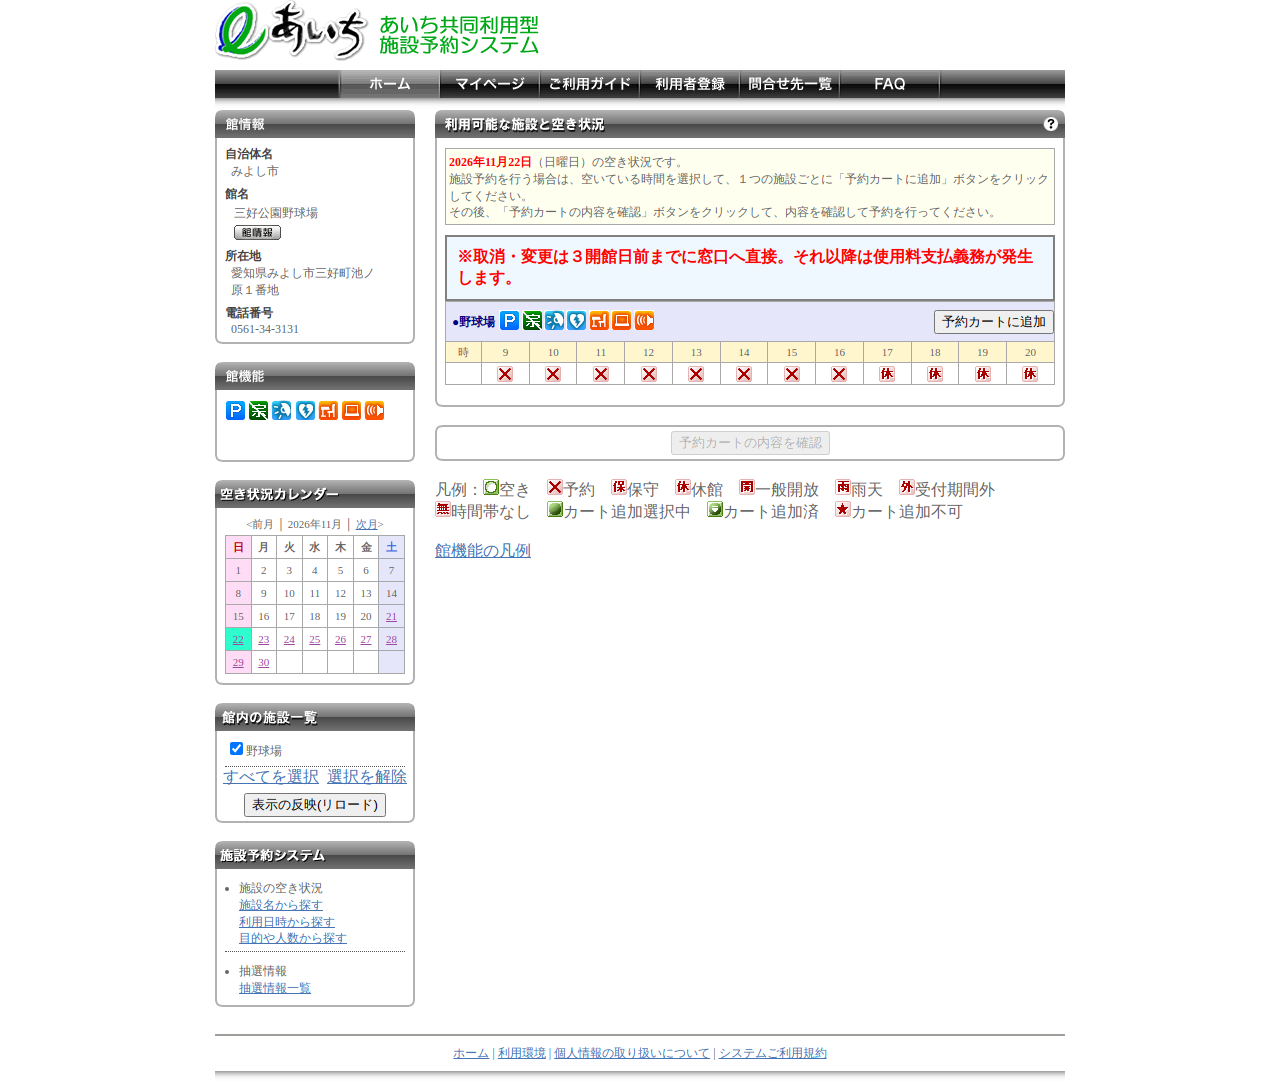 あいち あいち共同利用型
施設予約システム
ホーム マイページ ご利用ガイド 利用者登録 問合せ先一覧 FAQ
館情報
自治体名
みよし市
館名
三好公園野球場
館情報
所在地
愛知県みよし市三好町池ノ
原１番地
電話番号
0561-34-3131
館機能
空き状況カレンダー
<前月│2026年11月│ 次月>
日 月 火 水 木 金 土
1 2 3 4 5 6 7
8 9 10 11 12 13 14
15 16 17 18 19 20 21
22 23 24 25 26 27 28
29 30
館内の施設一覧
野球場
すべてを選択 選択を解除
表示の反映(リロード)
施設予約システム
施設の空き状況
施設名から探す
利用日時から探す
目的や人数から探す
抽選情報
抽選情報一覧
利用可能な施設と空き状況 ?
2026年11月22日（日曜日）の空き状況です。
施設予約を行う場合は、空いている時間を選択して、１つの施設ごとに「予約カートに追加」ボタンをクリック
してください。
その後、「予約カートの内容を確認」ボタンをクリックして、内容を確認して予約を行ってください。
※取消・変更は３開館日前までに窓口へ直接。それ以降は使用料支払義務が発生
します。
●野球場 予約カートに追加
時 9 10 11 12 13 14 15 16 17 18 19 20
休 休 休 休
予約カートの内容を確認
凡例：空き 予約 保保守 休休館 開一般開放 雨雨天 外受付期間外
無時間帯なし カート追加選択中 カート追加済 カート追加不可
館機能の凡例
ホーム | 利用環境 | 個人情報の取り扱いについて | システムご利用規約